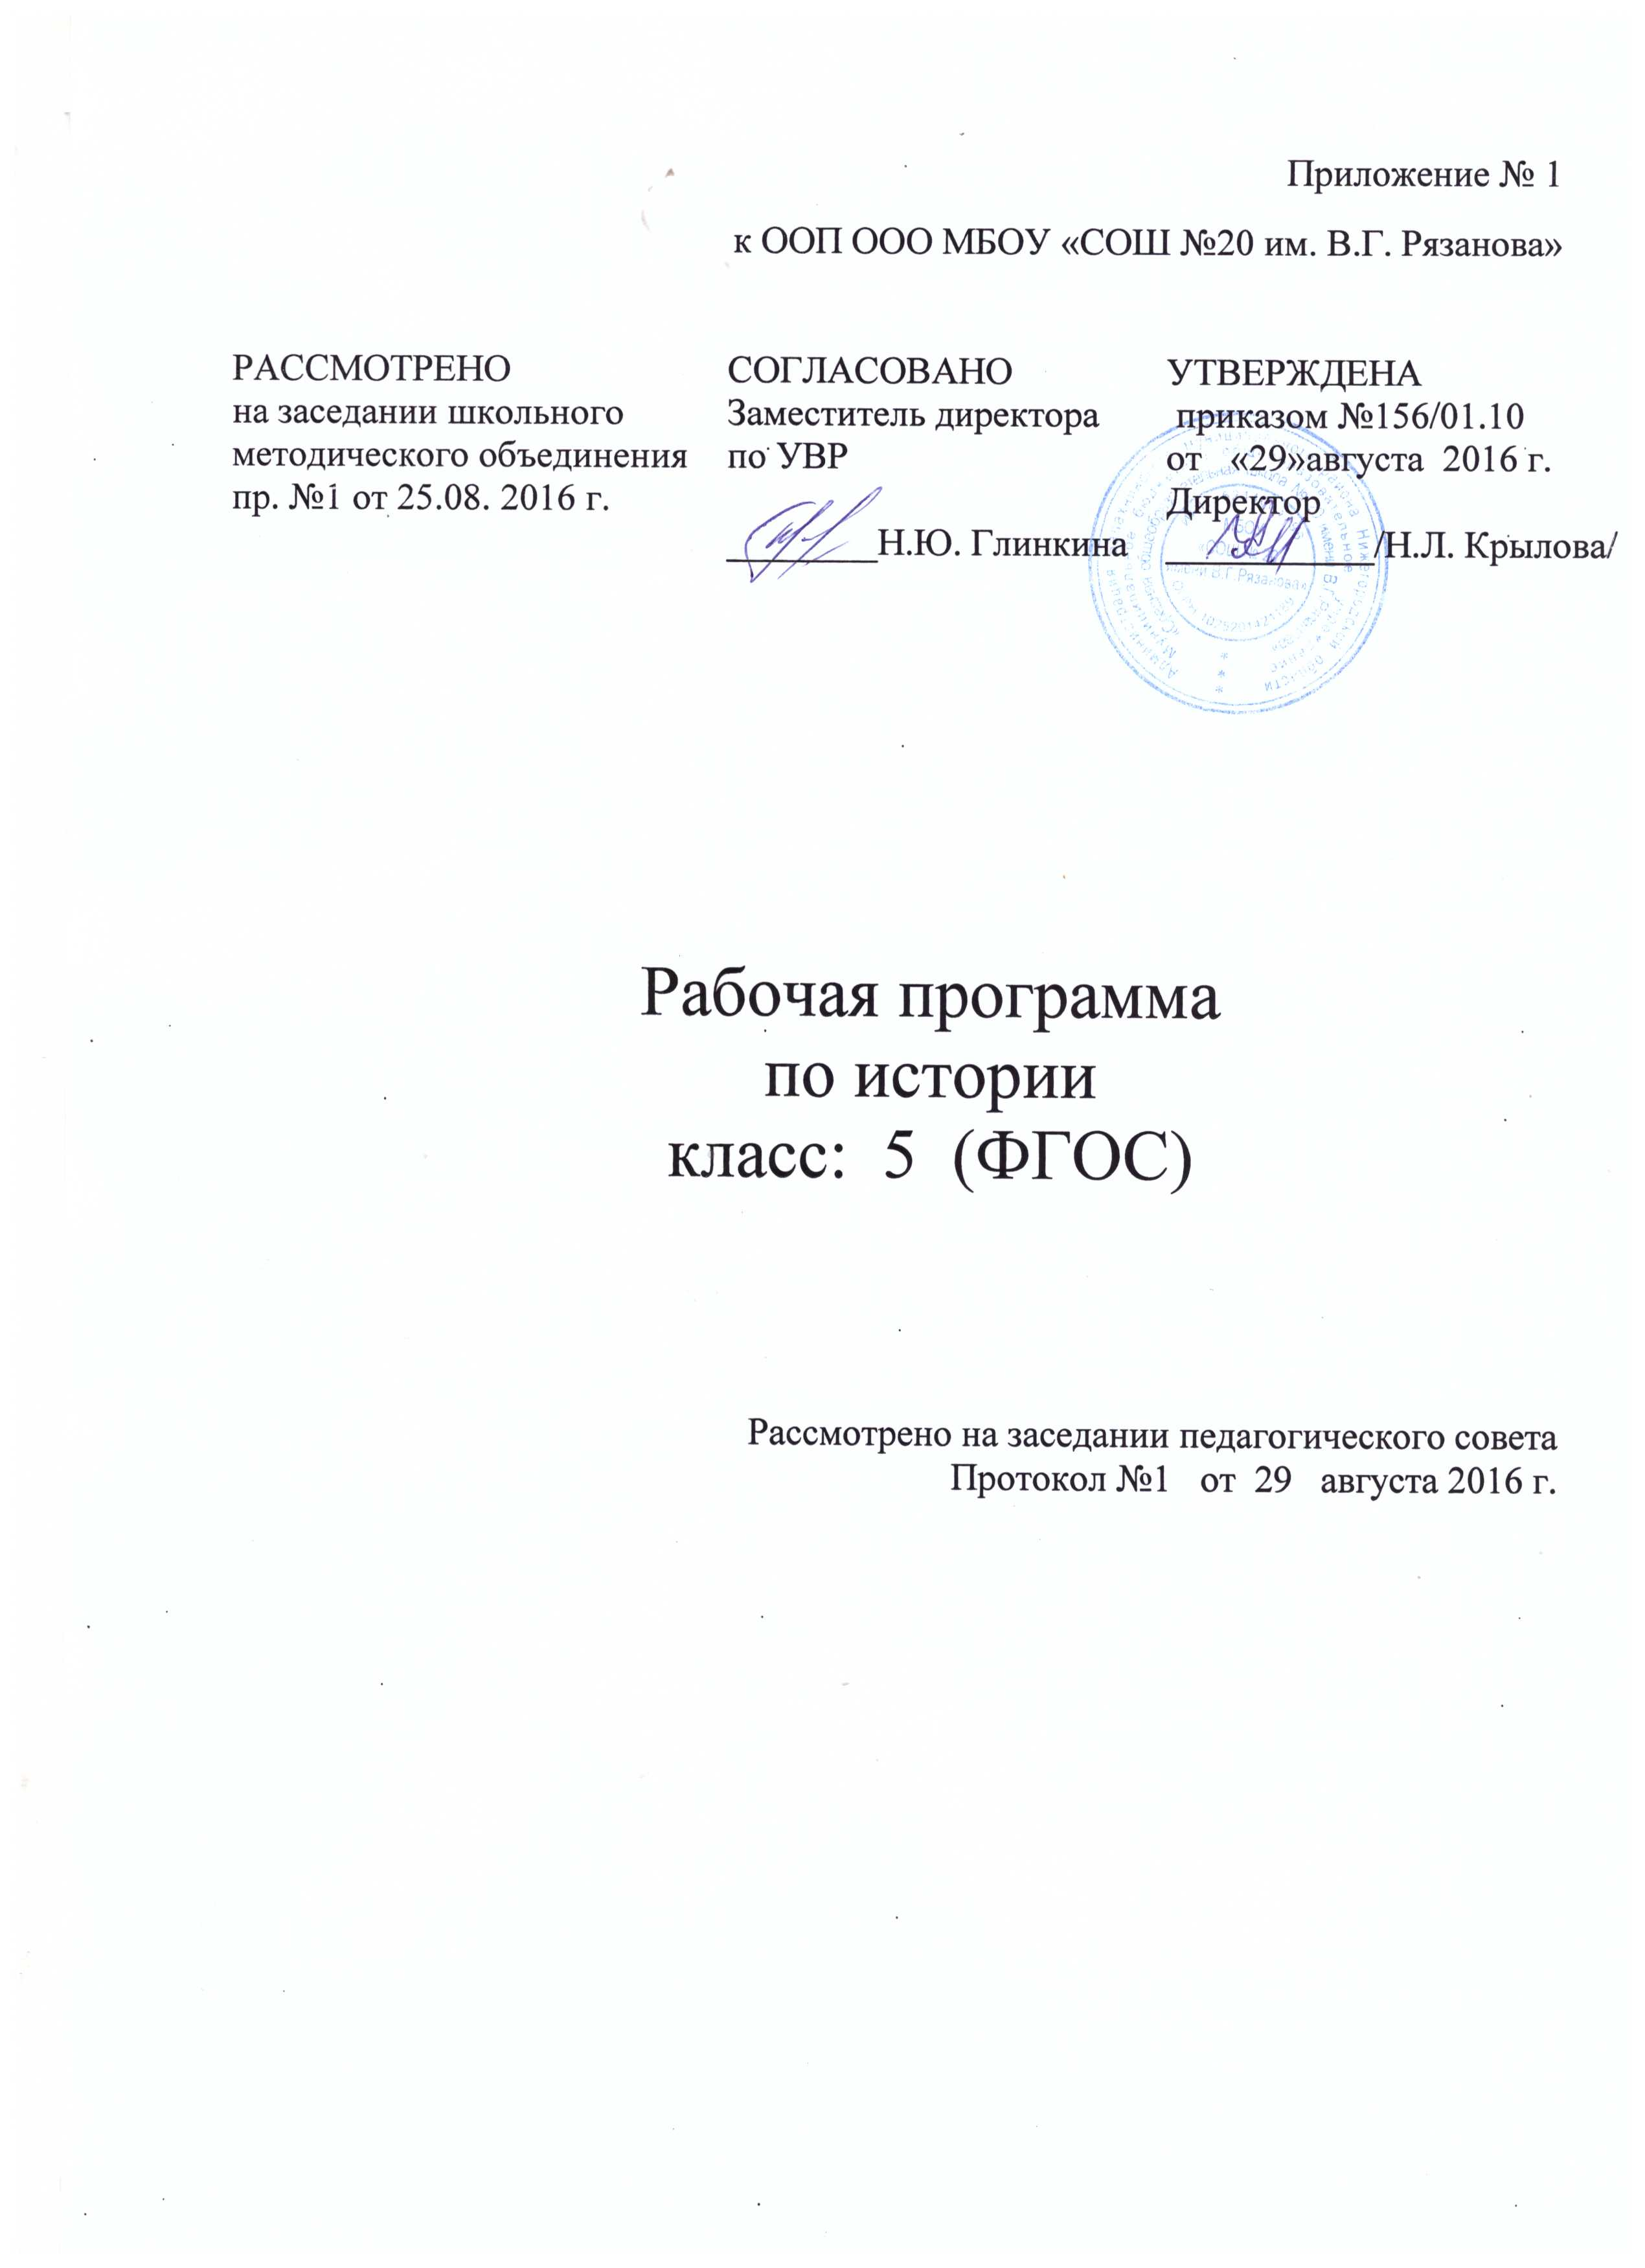 Приложение № 1
к ООП ООО МБОУ «СОШ №20 им. В.Г. Рязанова»
РАССМОТРЕНО
на заседании школьного
методического объединения
пр. №1 от 25.08. 2016 г.
СОГЛАСОВАНО
Заместитель директора
по УВР
Н.Ю. Глинкина
УТВЕРЖДЕНА
приказом №156/01.10
от «29»августа 2016 г.
Директор
/Н.Л. Крылова/
имени В.Г.Рязанова»
Рабочая программа
по истории
класс: 5 (ФГОС)
Рассмотрено на заседании педагогического совета
Протокол №1 от 29 августа 2016 г.